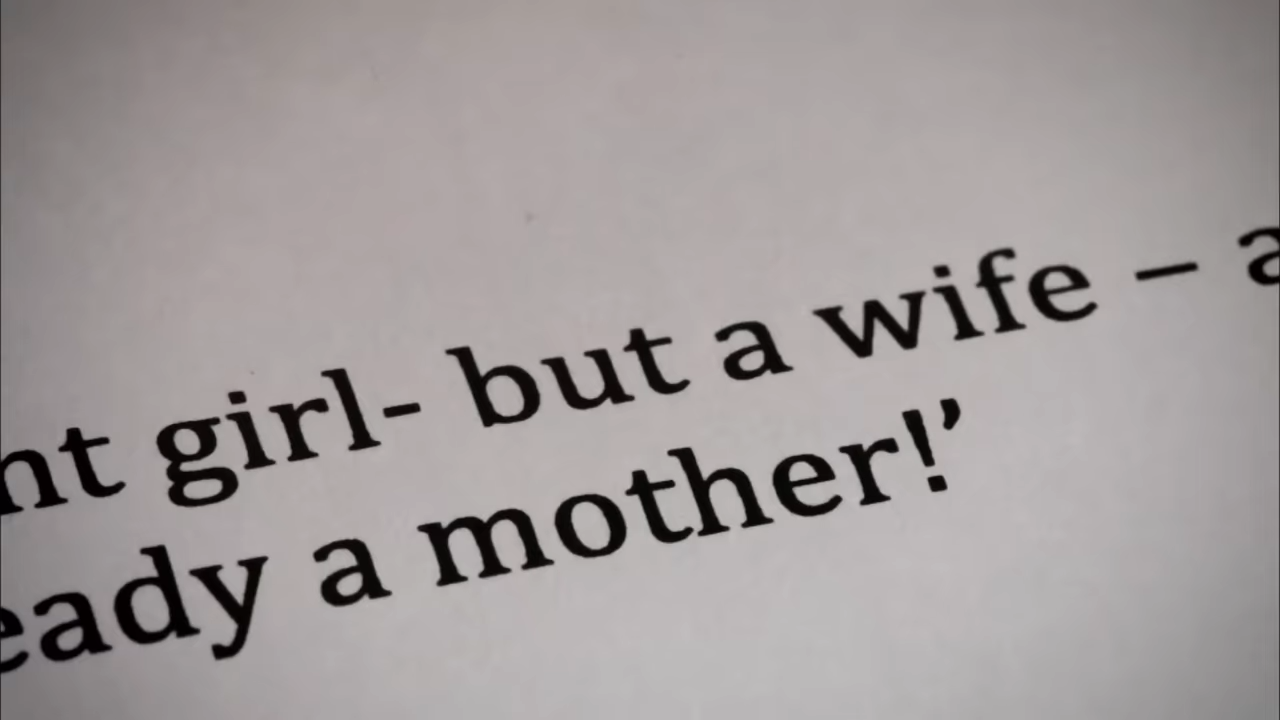 girl- but a wife –
a mother!’